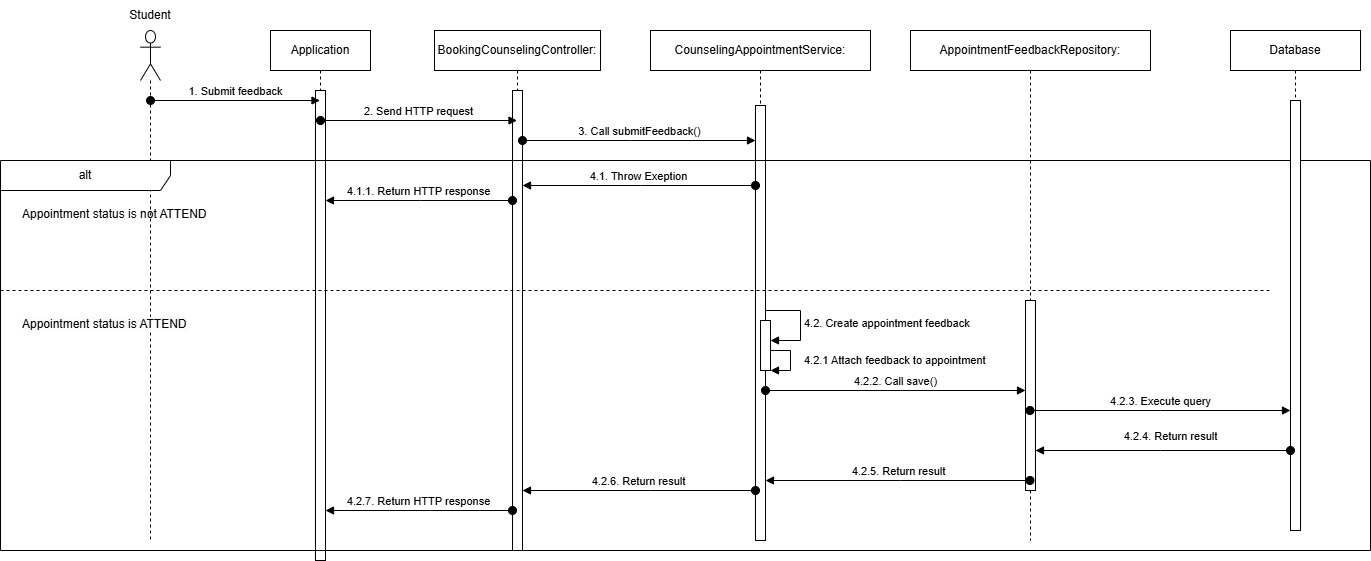 Student
Application
BookingCounselingController:
CounselingAppointmentService:
AppointmentFeedbackRepository:
Database
1. Submit feedback
2. Send HTTP request
3. Call submitFeedback()
alt
4.1. Throw Exeption
4.1.1. Return HTTP response
Appointment status is not ATTEND
Appointment status is ATTEND
4.2. Create appointment feedback
4.2.1 Attach feedback to appointment
4.2.2. Call save()
4.2.3. Execute query
4.2.4. Return result
4.2.5. Return result
4.2.6. Return result
4.2.7. Return HTTP response